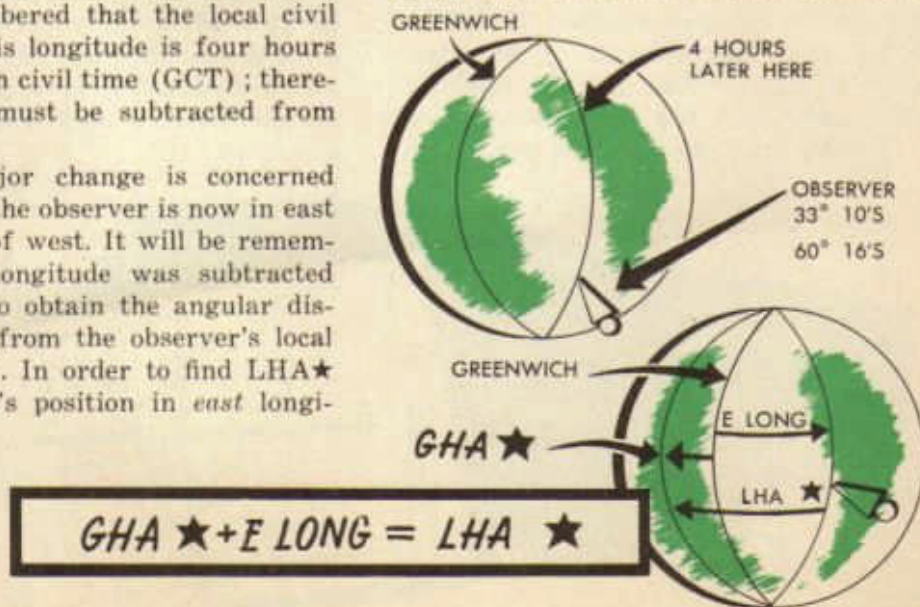 bered that the local civil
is longitude is four hours
civil time (GCT) ; there-
must be subtracted from
jor change is concerned
he observer is now in east
of west. It will be remem-
ongitude was subtracted
o obtain the angular dis-
from the observer's local
. In order to find LHA★
's position in east longi-
GREENWICH
4 HOURS
LATER HERE
OBSERVER
33° 10'S
60° 16'S
GREENWICH
E LONG
GHA ★
LHA ★
GHA ★+E LONG = LHA ★